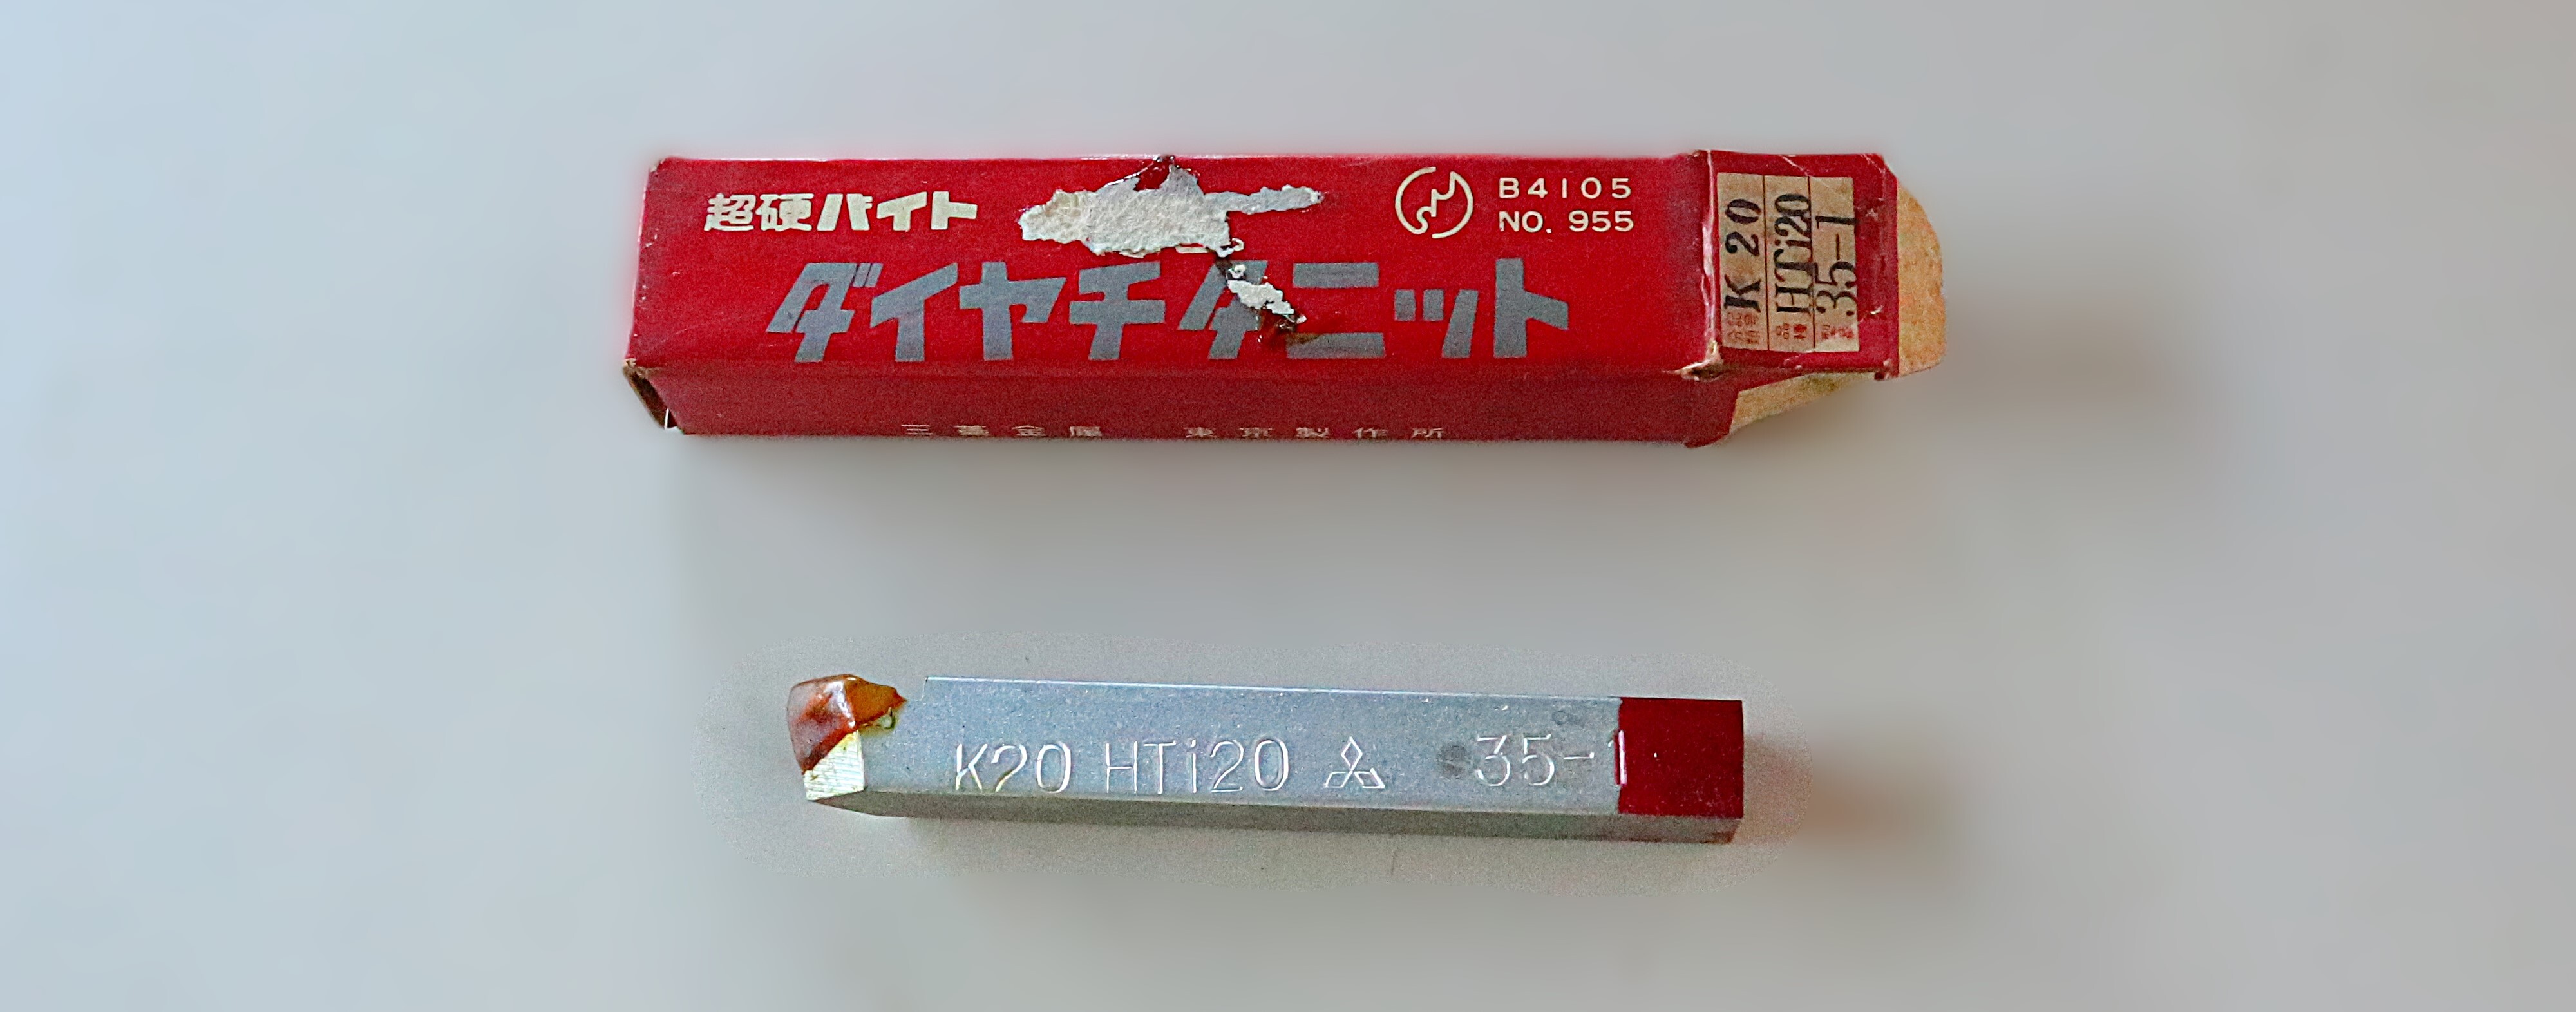 超硬バイト
B4105
NO. 955
ダイヤチタニット
三菱金属 東京製作所
K 20
HTi20
35-1
K20 HTi20 35-1